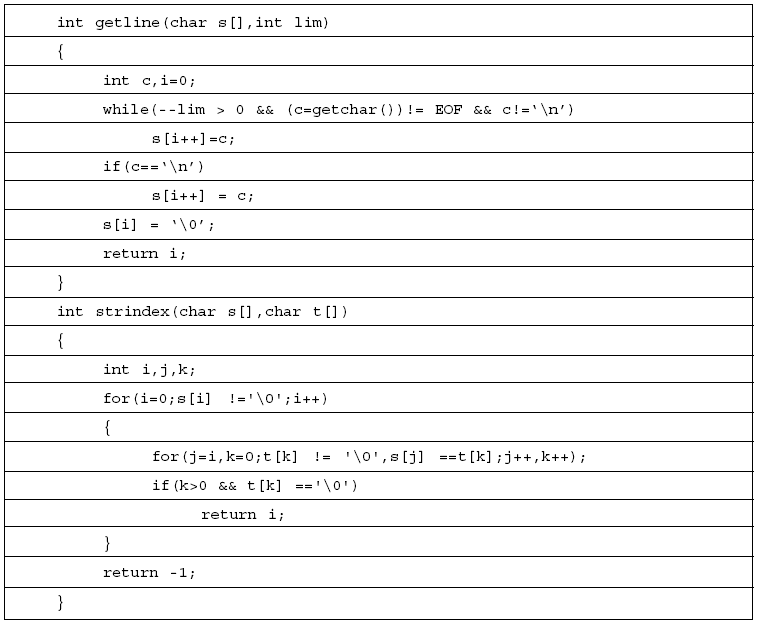 int getline(char s[],int lim)
{
int c,i=0;
while(--lim > 0 && (c=getchar())!= EOF && c!=‘\n’)
s[i++]=c;
if(c==‘\n’)
s[i++] = c;
s[i] = ‘\0’;
return i;
}
int strindex(char s[],char t[])
{
int i,j,k;
for(i=0;s[i] !='\0';i++)
{
for(j=i,k=0;t[k] != '\0',s[j] ==t[k];j++,k++);
if(k>0 && t[k] =='\0')
return i;
}
return -1;
}